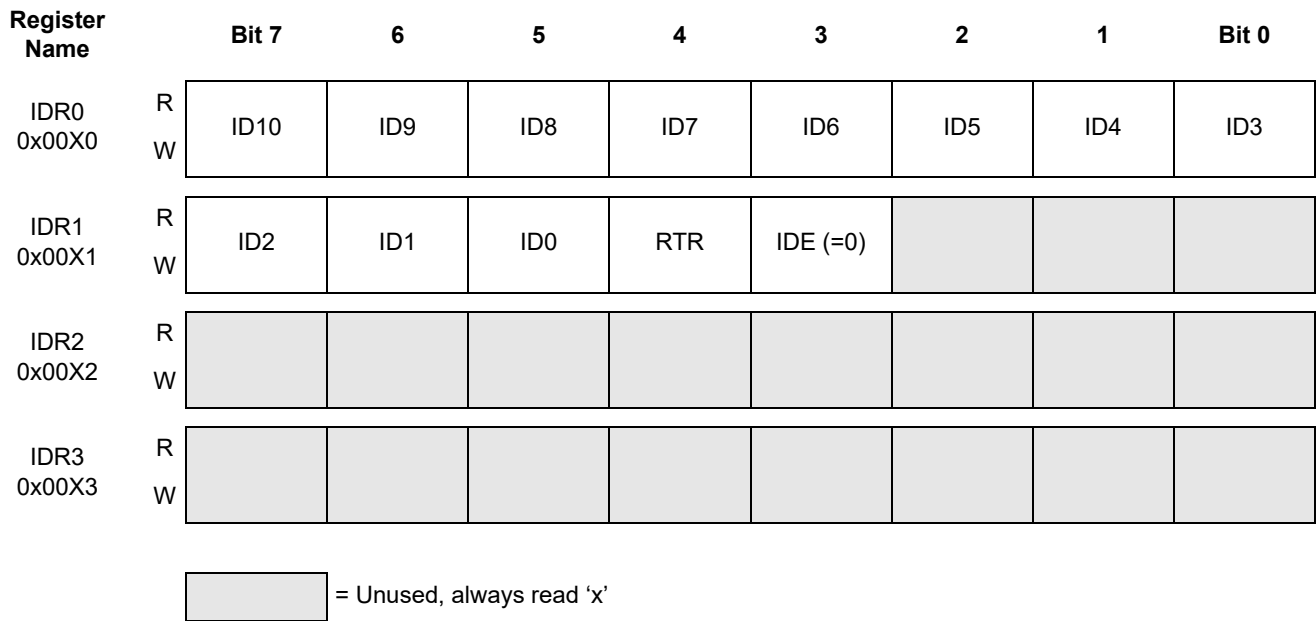 Register Name Bit 7 6 5 4 3 2 1 Bit 0
IDR0 0x00X0 R W ID10 ID9 ID8 ID7 ID6 ID5 ID4 ID3
IDR1 0x00X1 R W ID2 ID1 ID0 RTR IDE (=0)
IDR2 0x00X2 R W
IDR3 0x00X3 R W
= Unused, always read ‘x’